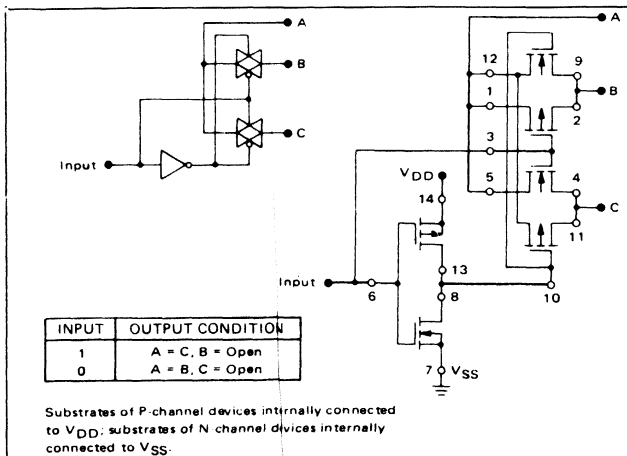 A
B
C
Input
A
12
9
B
1
2
3
5
4
C
11
VDD
14
Input
6
13
8
10
7
VSS
INPUT
OUTPUT CONDITION
1
A = C, B = Open
0
A = B, C = Open
Substrates of P-channel devices internally connected
to VDD; substrates of N-channel devices internally
connected to VSS.